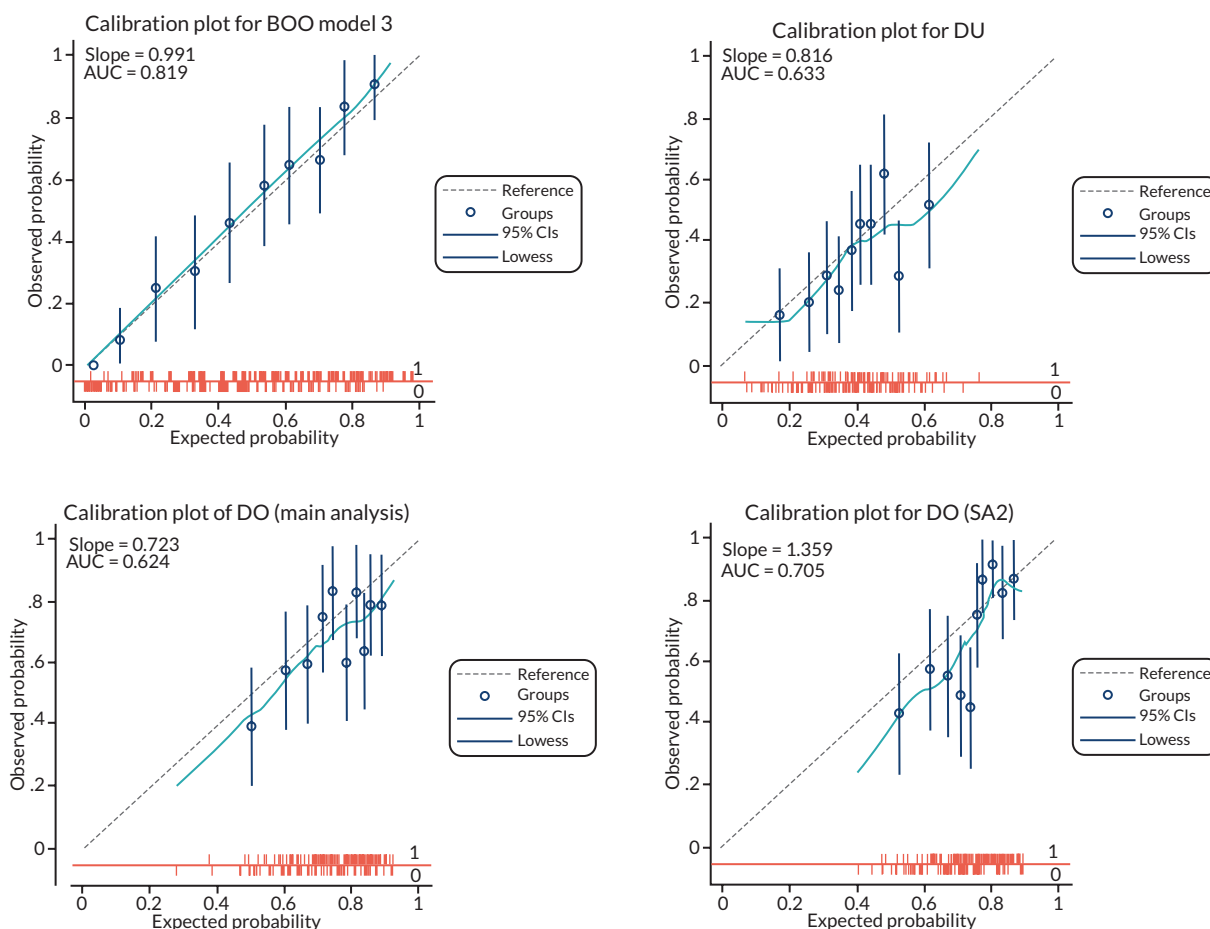 Calibration plot for BOO model 3
Slope = 0.991
AUC = 0.819
Observed probability
1
.8
.6
.4
.2
0
1
0
0 0.2 0.4 0.6 0.8 1
Expected probability
Reference
Groups
95% CIs
Lowess
Calibration plot for DU
Slope = 0.816
AUC = 0.633
Observed probability
1
.8
.6
.4
.2
0
1
0
0 0.2 0.4 0.6 0.8 1
Expected probability
Reference
Groups
95% CIs
Lowess
Calibration plot of DO (main analysis)
Slope = 0.723
AUC = 0.624
Observed probability
1
.8
.6
.4
.2
0
1
0
0 0.2 0.4 0.6 0.8 1
Expected probability
Reference
Groups
95% CIs
Lowess
Calibration plot for DO (SA2)
Slope = 1.359
AUC = 0.705
Observed probability
1
.8
.6
.4
.2
0
1
0
0 0.2 0.4 0.6 0.8 1
Expected probability
Reference
Groups
95% CIs
Lowess